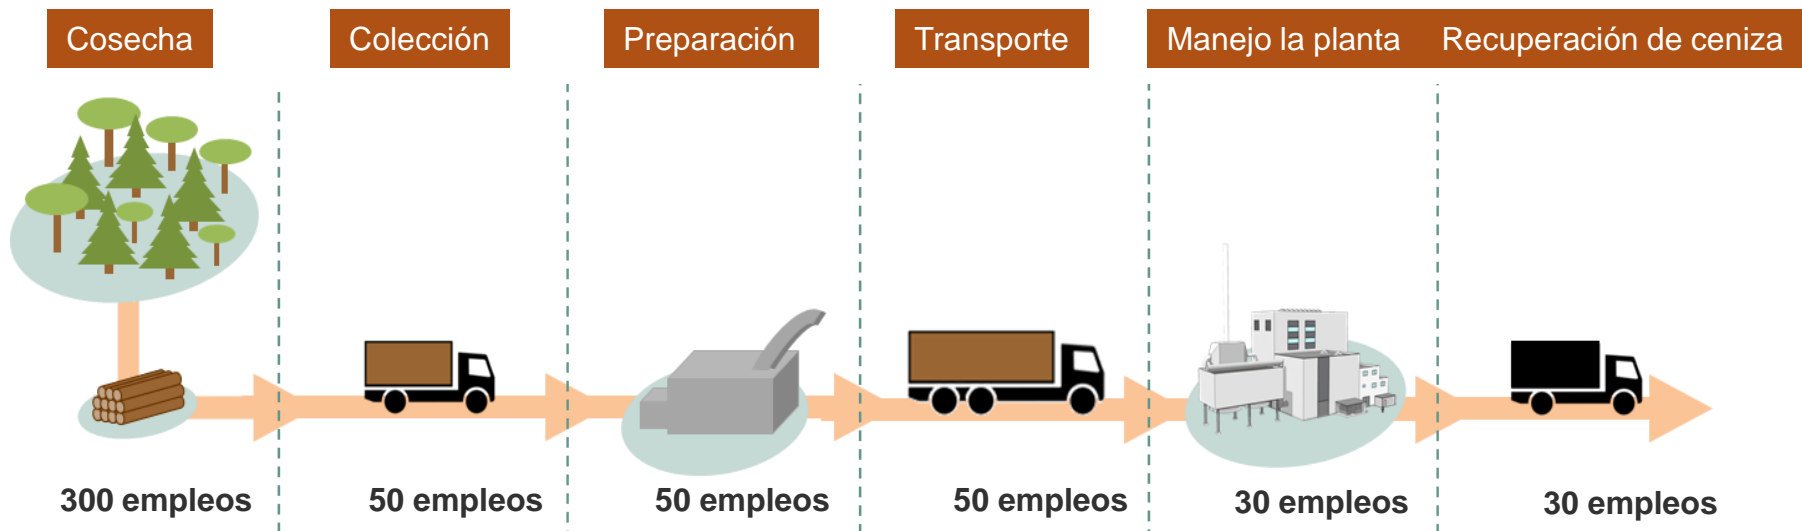 Cosecha
Colección
Preparación
Transporte
Manejo la planta
Recuperación de ceniza
300 empleos
50 empleos
50 empleos
50 empleos
30 empleos
30 empleos